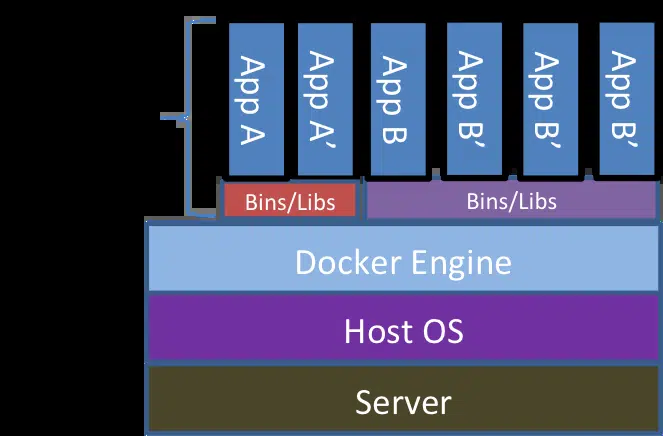 App A
App A’
App B
App B’
App B’
App B’
Bins/Libs
Bins/Libs
Docker Engine
Host OS
Server